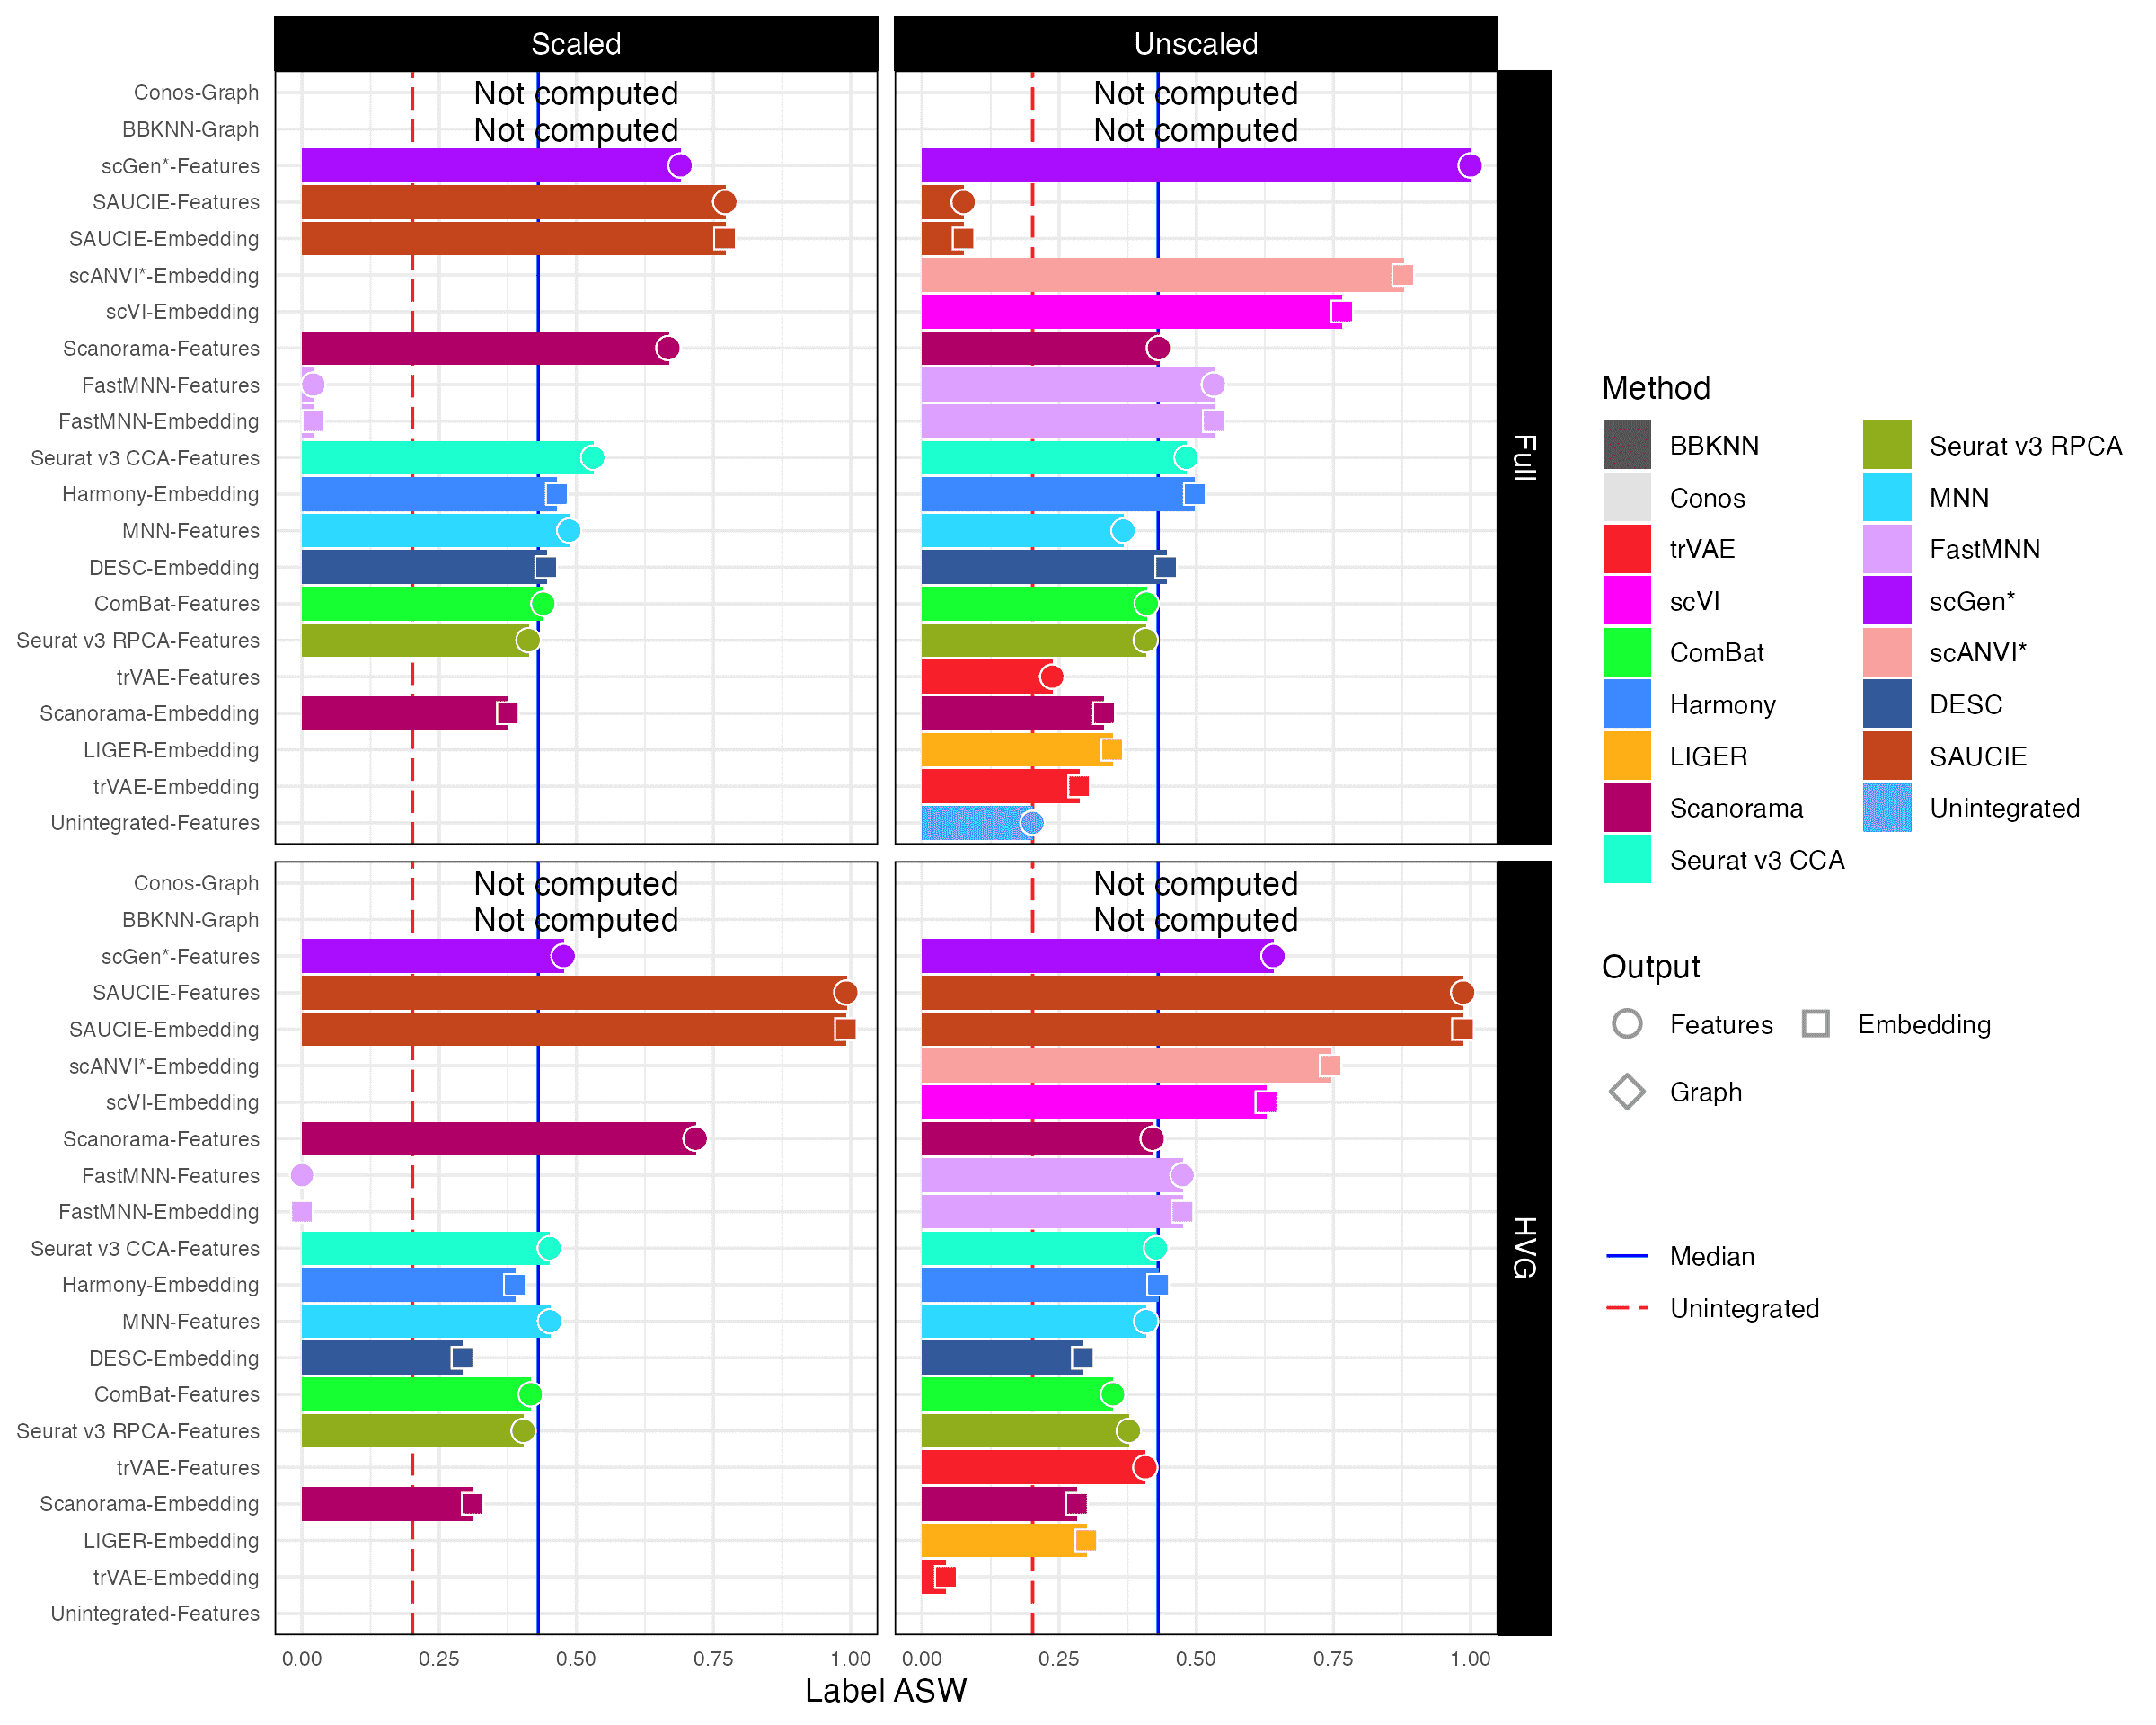 Scaled
Unscaled
Conos-Graph
BBKNN-Graph
scGen*-Features
SAUCIE-Features
SAUCIE-Embedding
scANVI*-Embedding
scVI-Embedding
Scanorama-Features
FastMNN-Features
FastMNN-Embedding
Seurat v3 CCA-Features
Harmony-Embedding
MNN-Features
DESC-Embedding
ComBat-Features
Seurat v3 RPCA-Features
trVAE-Features
Scanorama-Embedding
LIGER-Embedding
trVAE-Embedding
Unintegrated-Features
Not computed
Not computed
Not computed
Not computed
Full
Conos-Graph
BBKNN-Graph
scGen*-Features
SAUCIE-Features
SAUCIE-Embedding
scANVI*-Embedding
scVI-Embedding
Scanorama-Features
FastMNN-Features
FastMNN-Embedding
Seurat v3 CCA-Features
Harmony-Embedding
MNN-Features
DESC-Embedding
ComBat-Features
Seurat v3 RPCA-Features
trVAE-Features
Scanorama-Embedding
LIGER-Embedding
trVAE-Embedding
Unintegrated-Features
Not computed
Not computed
Not computed
Not computed
HVG
0.00 0.25 0.50 0.75 1.00
0.00 0.25 0.50 0.75 1.00
Label ASW
Method
BBKNN
Conos
trVAE
scVI
ComBat
Harmony
LIGER
Scanorama
Seurat v3 CCA
Seurat v3 RPCA
MNN
FastMNN
scGen*
scANVI*
DESC
SAUCIE
Unintegrated
Output
Features
Embedding
Graph
Median
Unintegrated